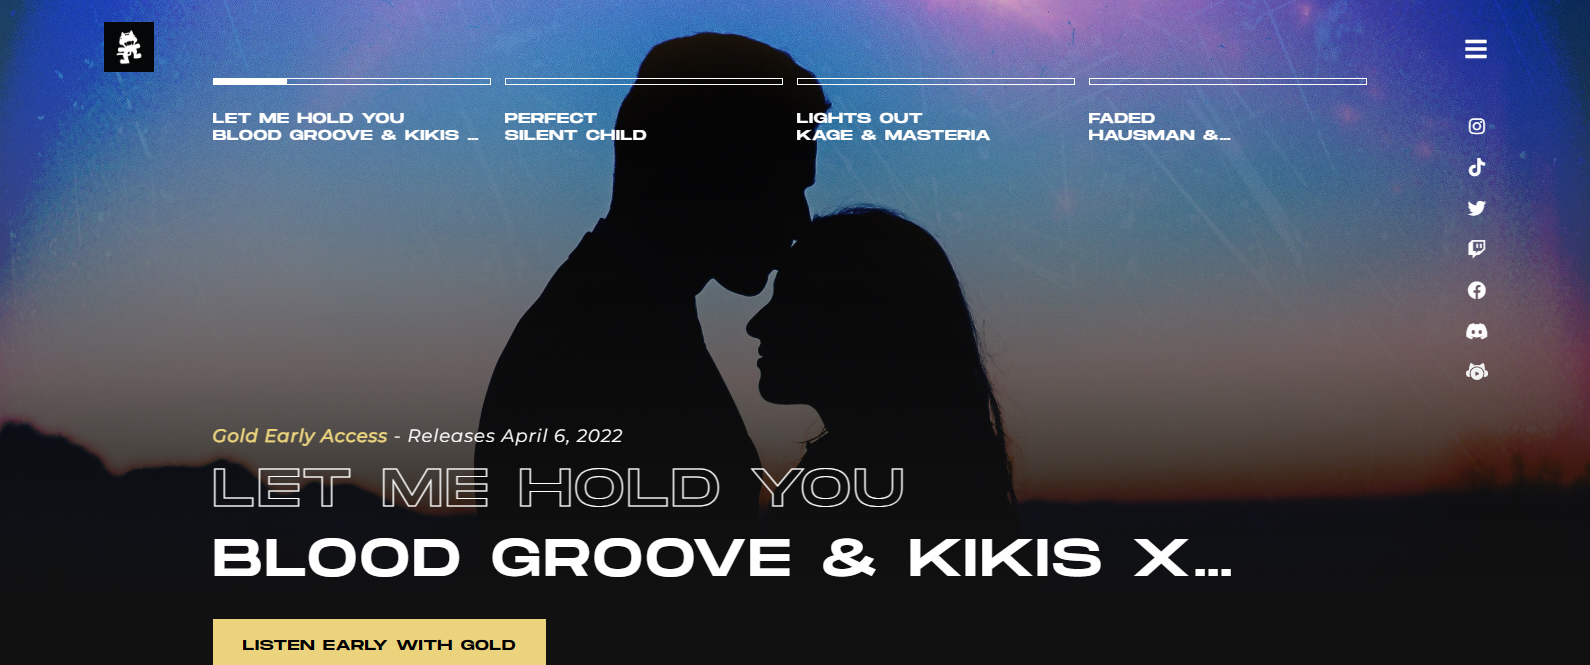 LET ME HOLD YOU
BLOOD GROOVE & KIKIS ...
PERFECT
SILENT CHILD
LIGHTS OUT
KAGE & MASTERIA
FADED
HAUSMAN &...
Gold Early Access - Releases April 6, 2022
LET ME HOLD YOU
BLOOD GROOVE & KIKIS X...
LISTEN EARLY WITH GOLD